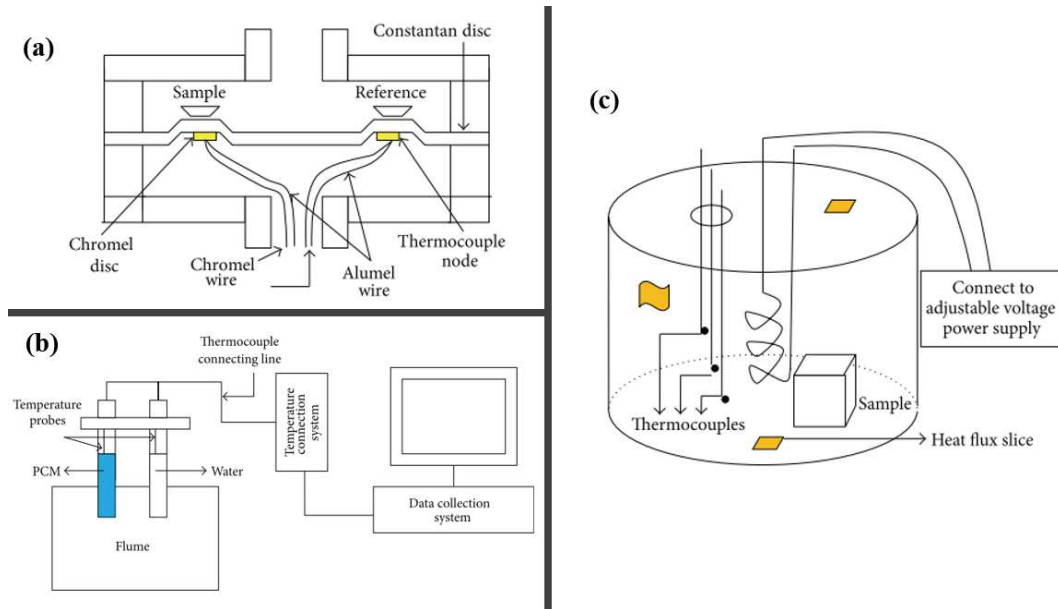 (a)
Constantan disc
Sample
Reference
Chromel
disc
Chromel
wire
Alumel
wire
Thermocouple
node
(b)
Thermocouple
connecting line
Temperature
probes
PCM
Water
Flume
Temperature
connection
system
Data collection
system
(c)
Connect to
adjustable voltage
power supply
Sample
Thermocouples
Heat flux slice